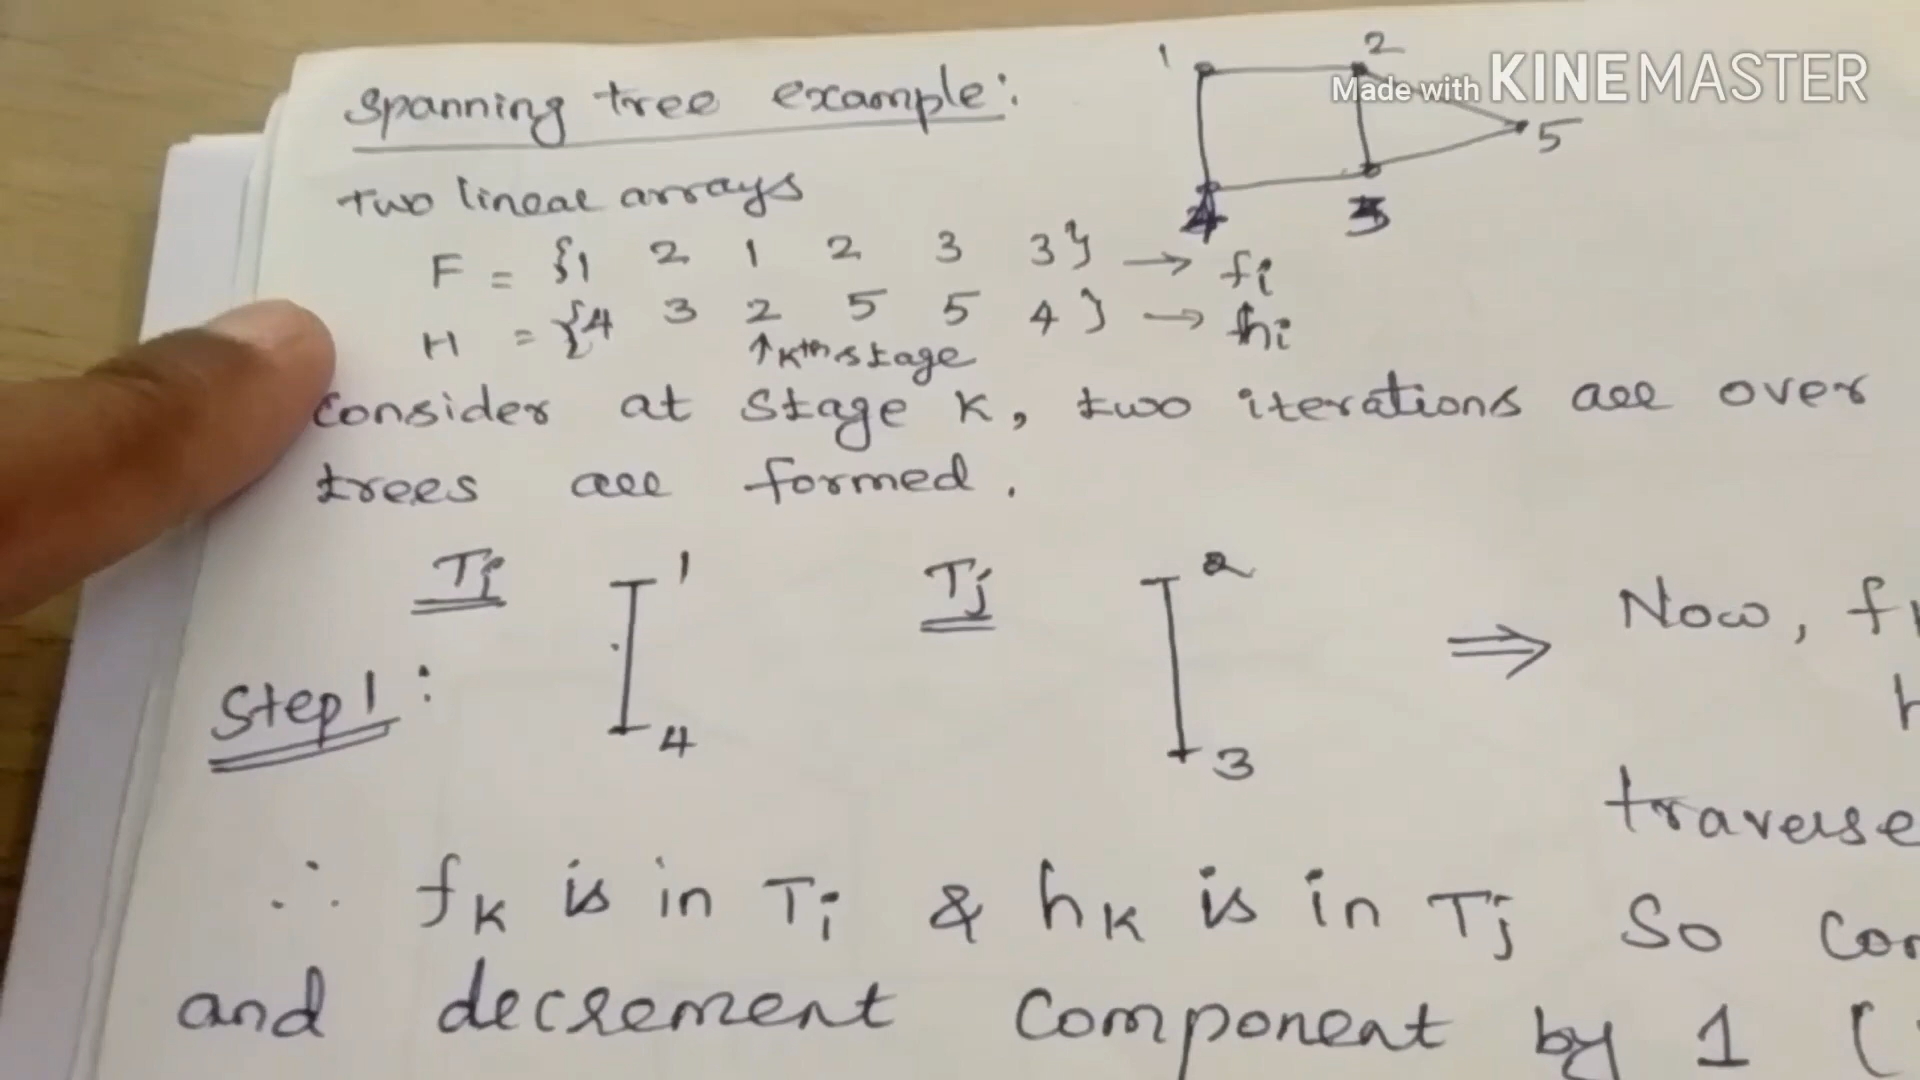 Spanning tree example:
1 2
Made with KINEMASTER
5
4 3
two linear arrays
F = {1 2 1 2 3 3} → fi
H = {4 3 2 5 5 4} → hi
↑ Kth stage
consider at stage K, two iterations are over
trees are formed.
Ti 1 Tj 2 ⇒ Now, f
Step 1: h
4 3
traverse
∴ fK is in Ti & hK is in Tj So
and decrement component by 1 (